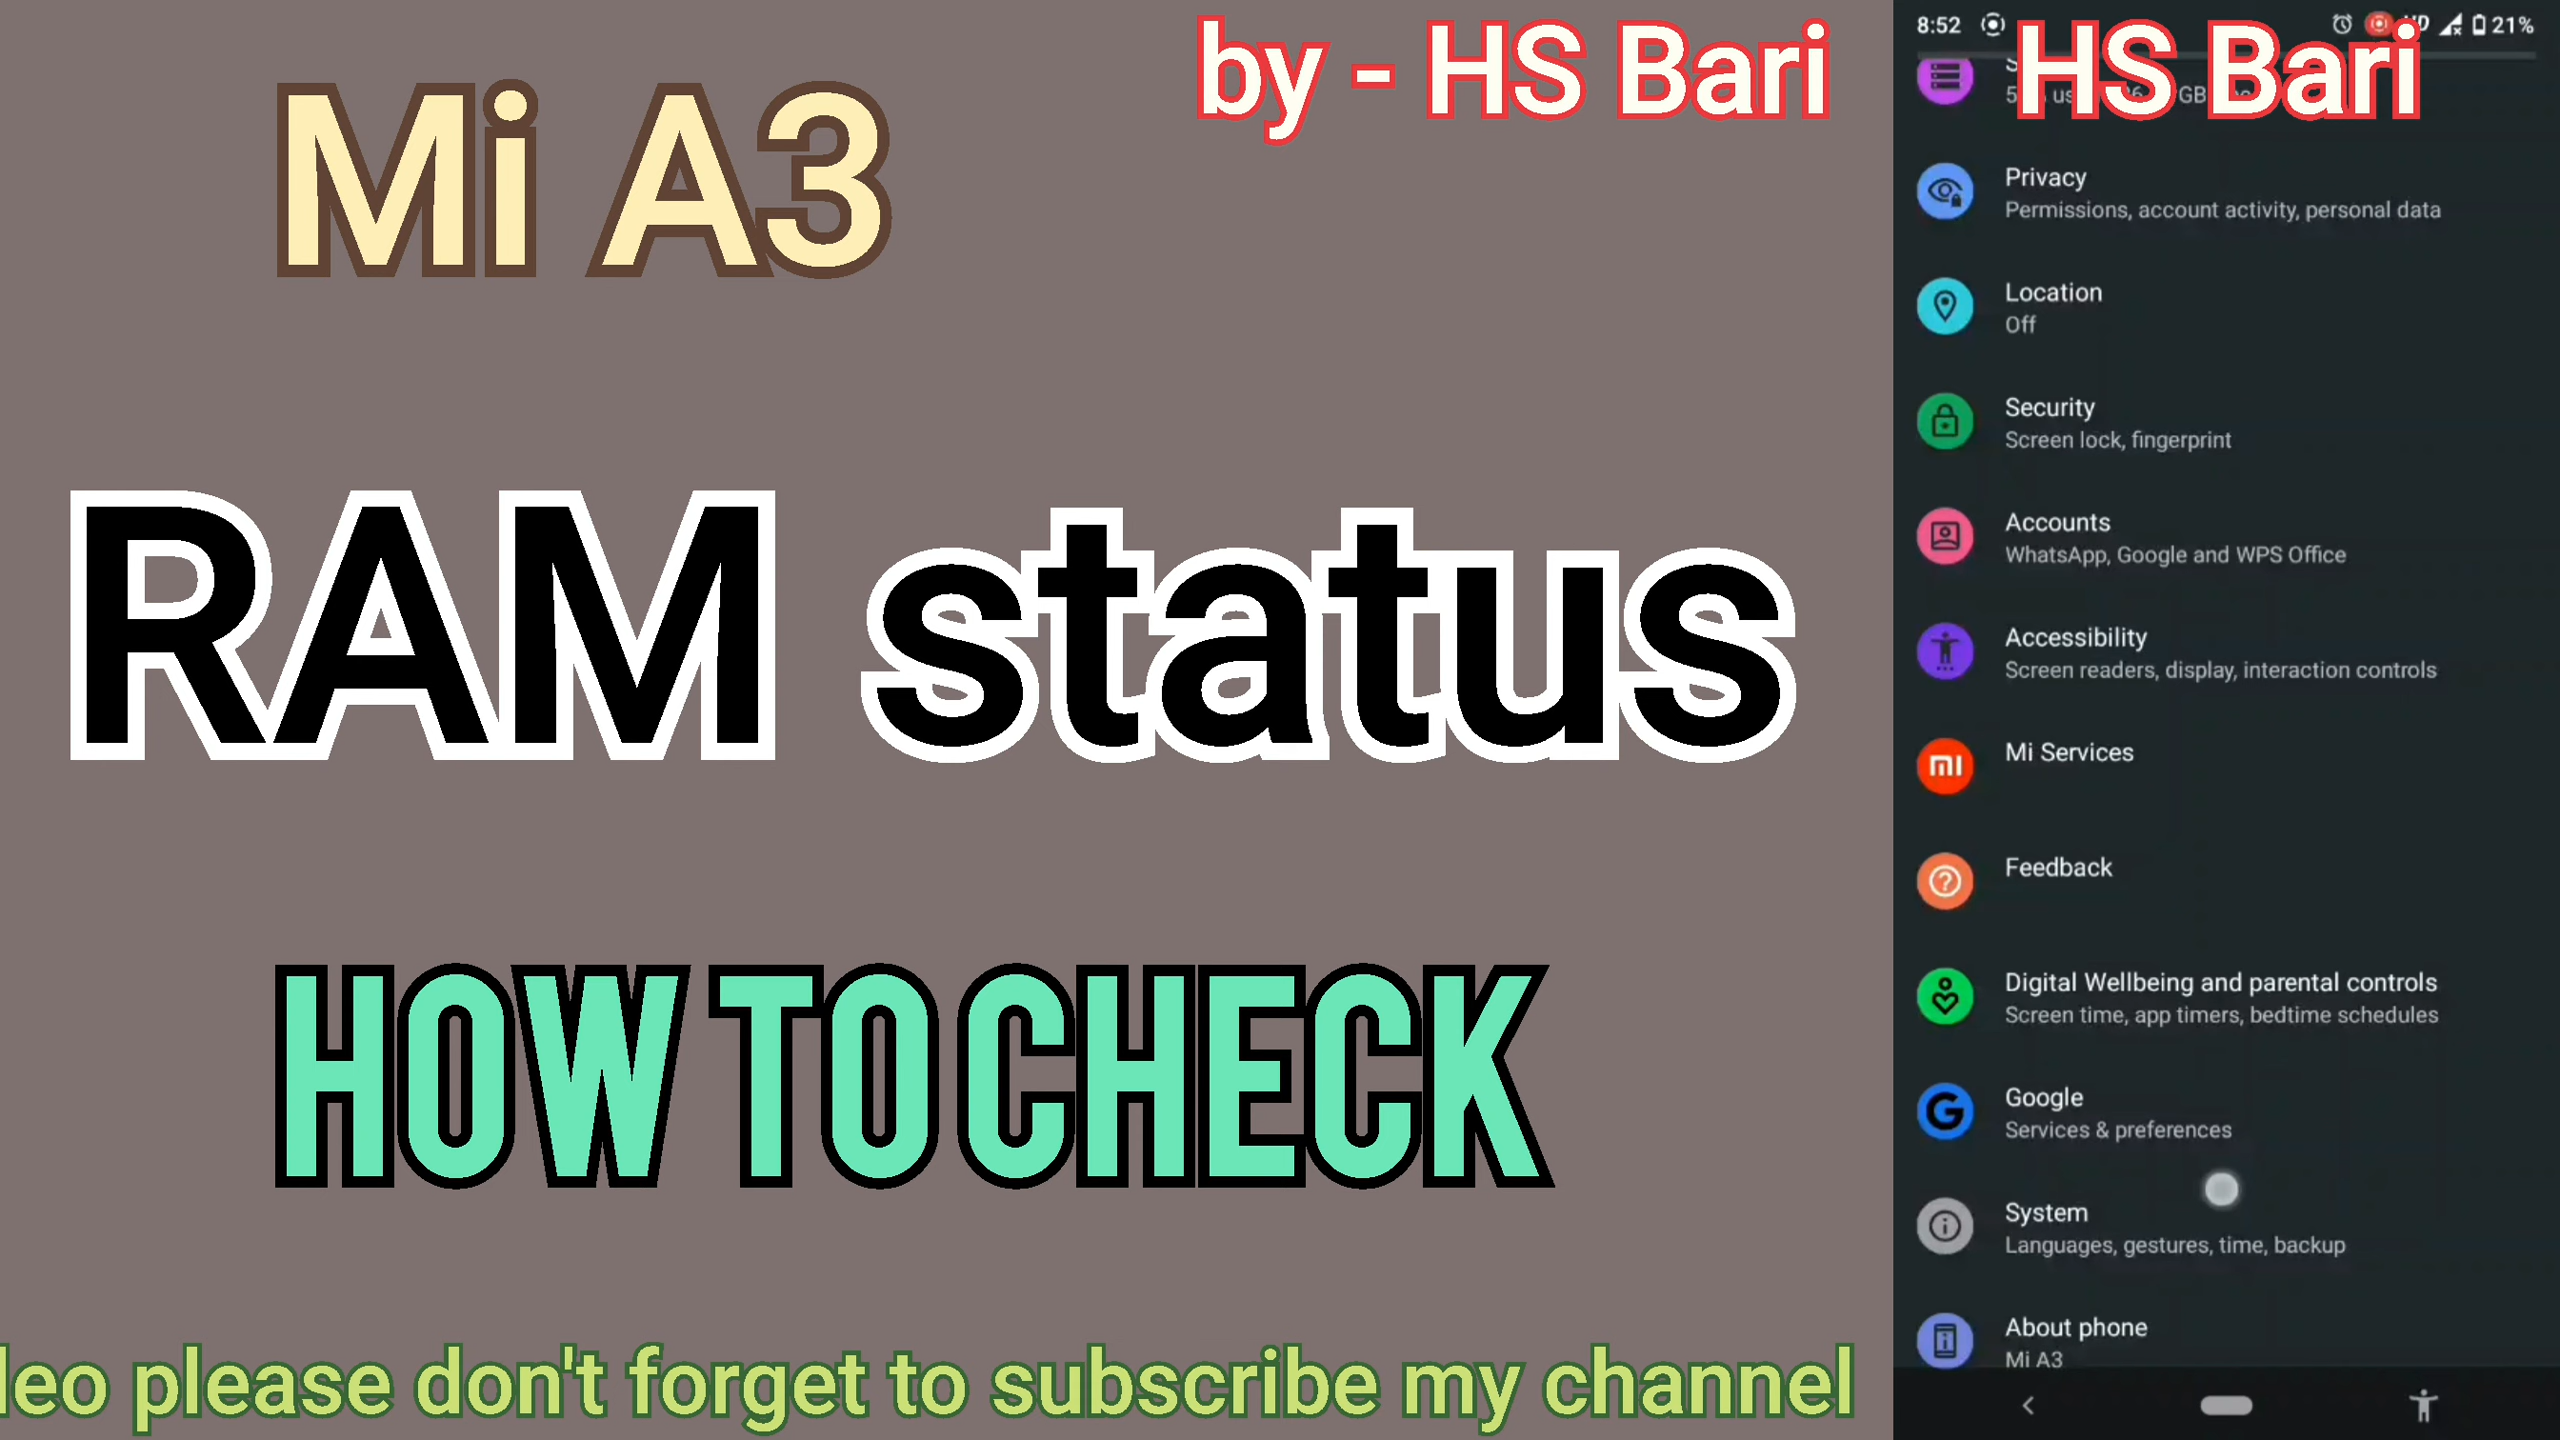 Mi A3
by - HS Bari
RAM status
HOW TO CHECK
please don't forget to subscribe my channel
8:52
21%
HS Bari
GB
Privacy
Permissions, account activity, personal data
Location
Off
Security
Screen lock, fingerprint
Accounts
WhatsApp, Google and WPS Office
Accessibility
Screen readers, display, interaction controls
mi
Mi Services
Feedback
Digital Wellbeing and parental controls
Screen time, app timers, bedtime schedules
G
Google
Services & preferences
System
Languages, gestures, time, backup
About phone
Mi A3